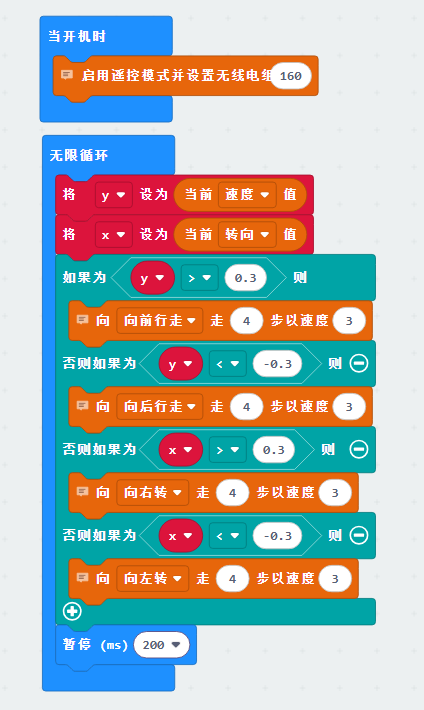 当开机时
启用遥控模式并设置无线电组 160
无限循环
将 y 设为 当前 速度 值
将 x 设为 当前 转向 值
如果为 y > 0.3 则
向 向前行走 走 4 步以速度 3
否则如果为 y < -0.3 则
向 向后行走 走 4 步以速度 3
否则如果为 x > 0.3 则
向 向右转 走 4 步以速度 3
否则如果为 x < -0.3 则
向 向左转 走 4 步以速度 3
暂停 (ms) 200